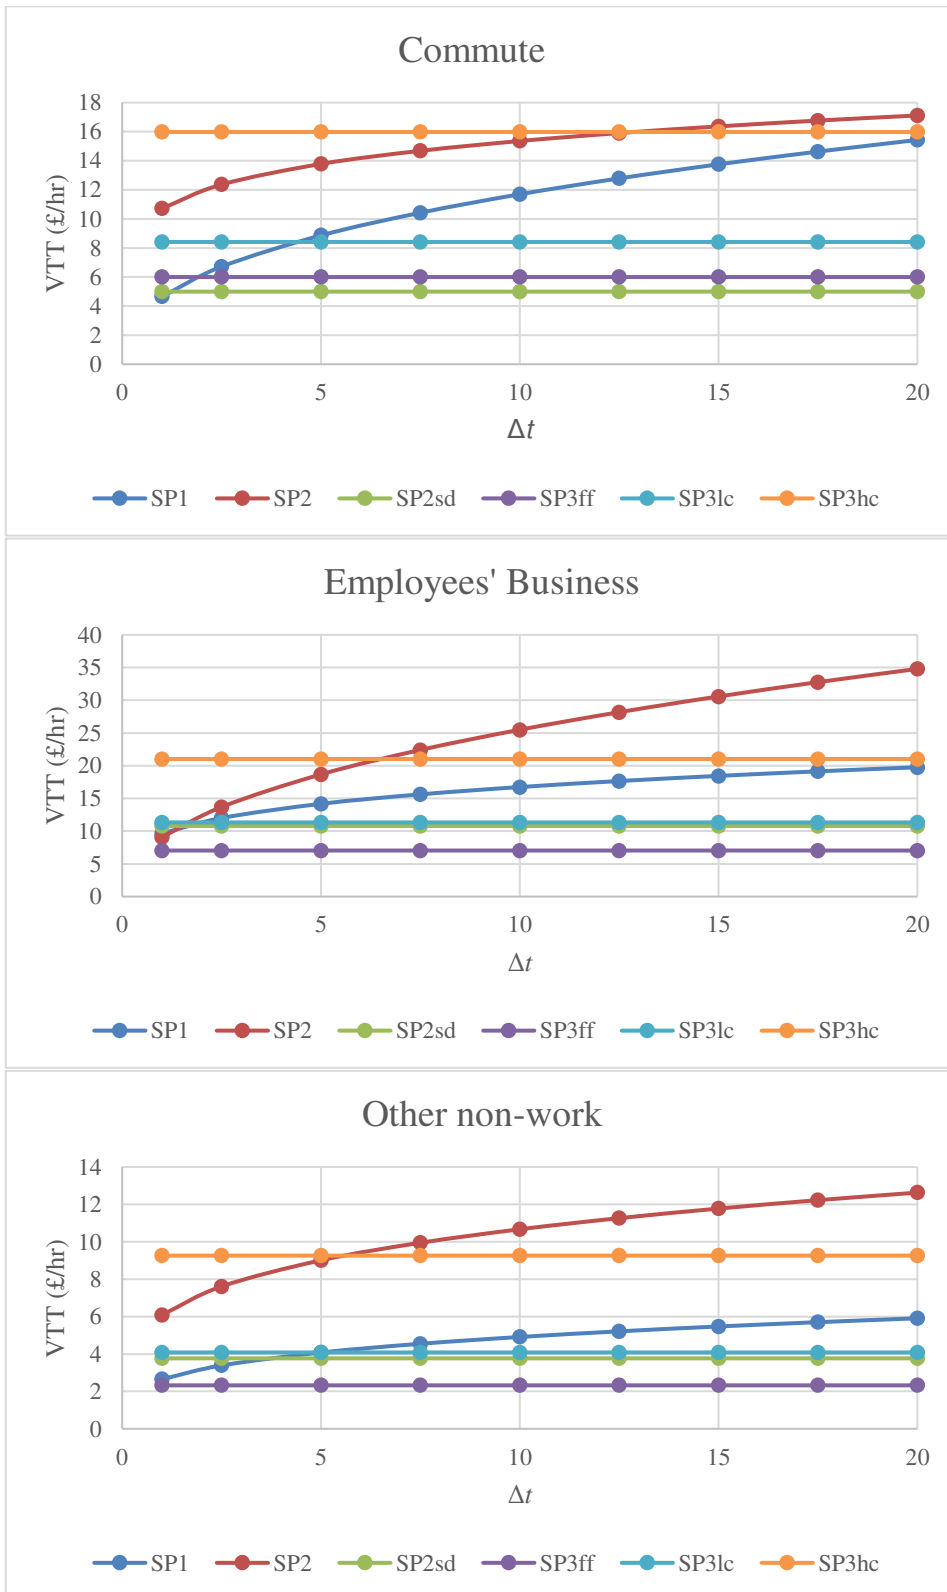 Commute
VTT (£/hr)
18
16
14
12
10
8
6
4
2
0
0 5 10 15 20
Δt
SP1 SP2 SP2sd SP3ff SP3lc SP3hc
Employees' Business
VTT (£/hr)
40
35
30
25
20
15
10
5
0
0 5 10 15 20
Δt
SP1 SP2 SP2sd SP3ff SP3lc SP3hc
Other non-work
VTT (£/hr)
14
12
10
8
6
4
2
0
0 5 10 15 20
Δt
SP1 SP2 SP2sd SP3ff SP3lc SP3hc